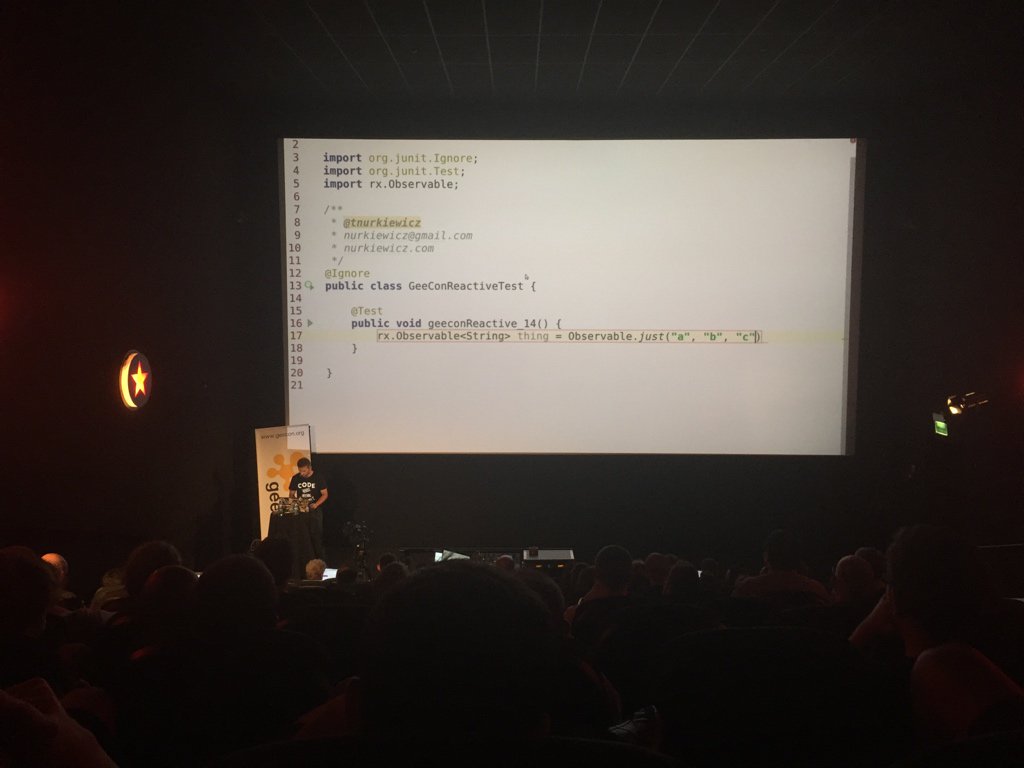 2
3 import org.junit.Ignore;
4 import org.junit.Test;
5 import rx.Observable;
6
7 /**
8 * @tnurkiewicz
9 * nurkiewicz@gmail.com
10 * nurkiewicz.com
11 */
12 @Ignore
13 public class GeeConReactiveTest {
14
15 @Test
16 public void geeconReactive_14() {
17 rx.Observable<String> thing = Observable.just("a", "b", "c")
18 }
19
20 }
21
www.geecon.org
gee
CODE